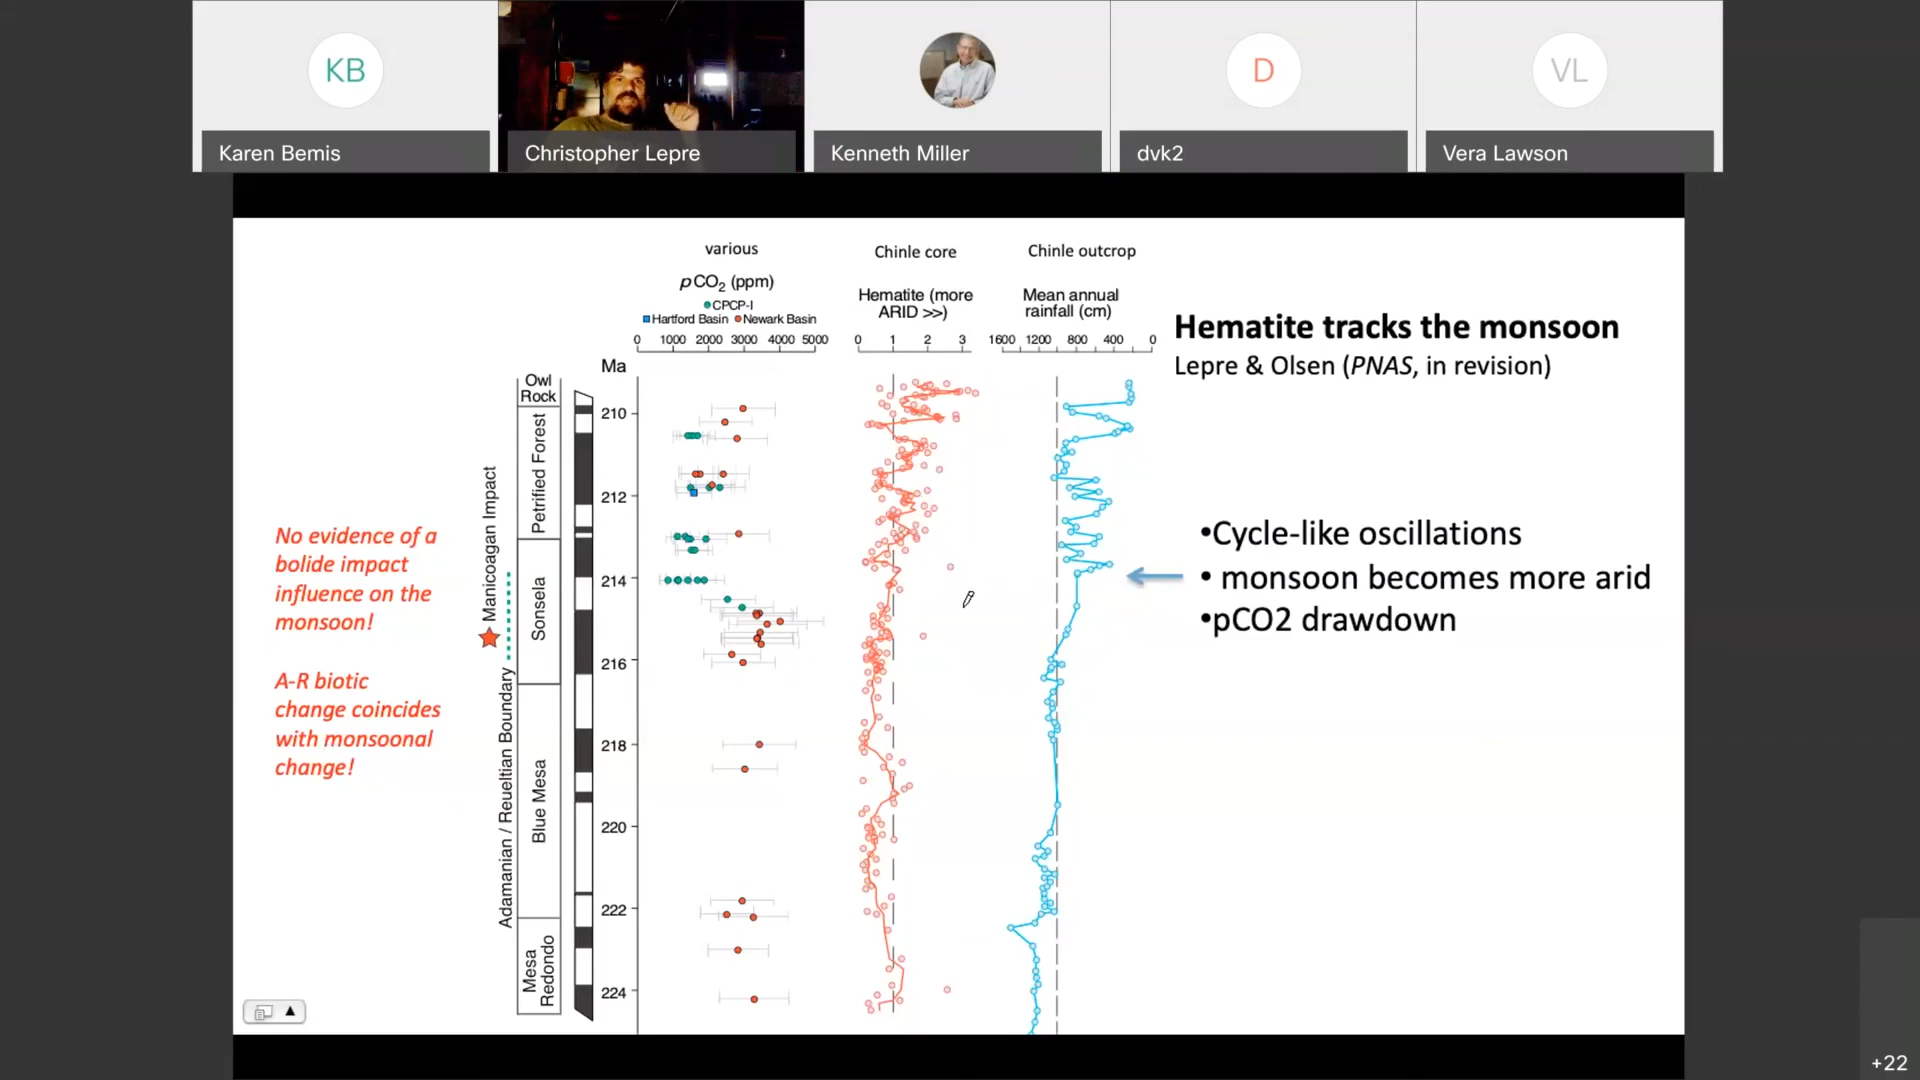 KB
D
VL
Karen Bemis
Christopher Lepre
Kenneth Miller
dvk2
Vera Lawson
various
Chinle core
Chinle outcrop
pCO2 (ppm)
CPCP-I
Hartford Basin Newark Basin
Hematite (more
ARID >>)
Mean annual
rainfall (cm)
0 1000 2000 3000 4000 5000
0 1 2 3
1600 1200 800 400 0
Hematite tracks the monsoon
Lepre & Olsen (PNAS, in revision)
Ma
Owl
Rock
Petrified Forest
Sonsela
Blue Mesa
Mesa
Redondo
210
212
214
216
218
220
222
224
Manicoagan Impact
Adamanian / Reueltian Boundary
No evidence of a
bolide impact
influence on the
monsoon!
A-R biotic
change coincides
with monsoonal
change!
•Cycle-like oscillations
• monsoon becomes more arid
•pCO2 drawdown
+22